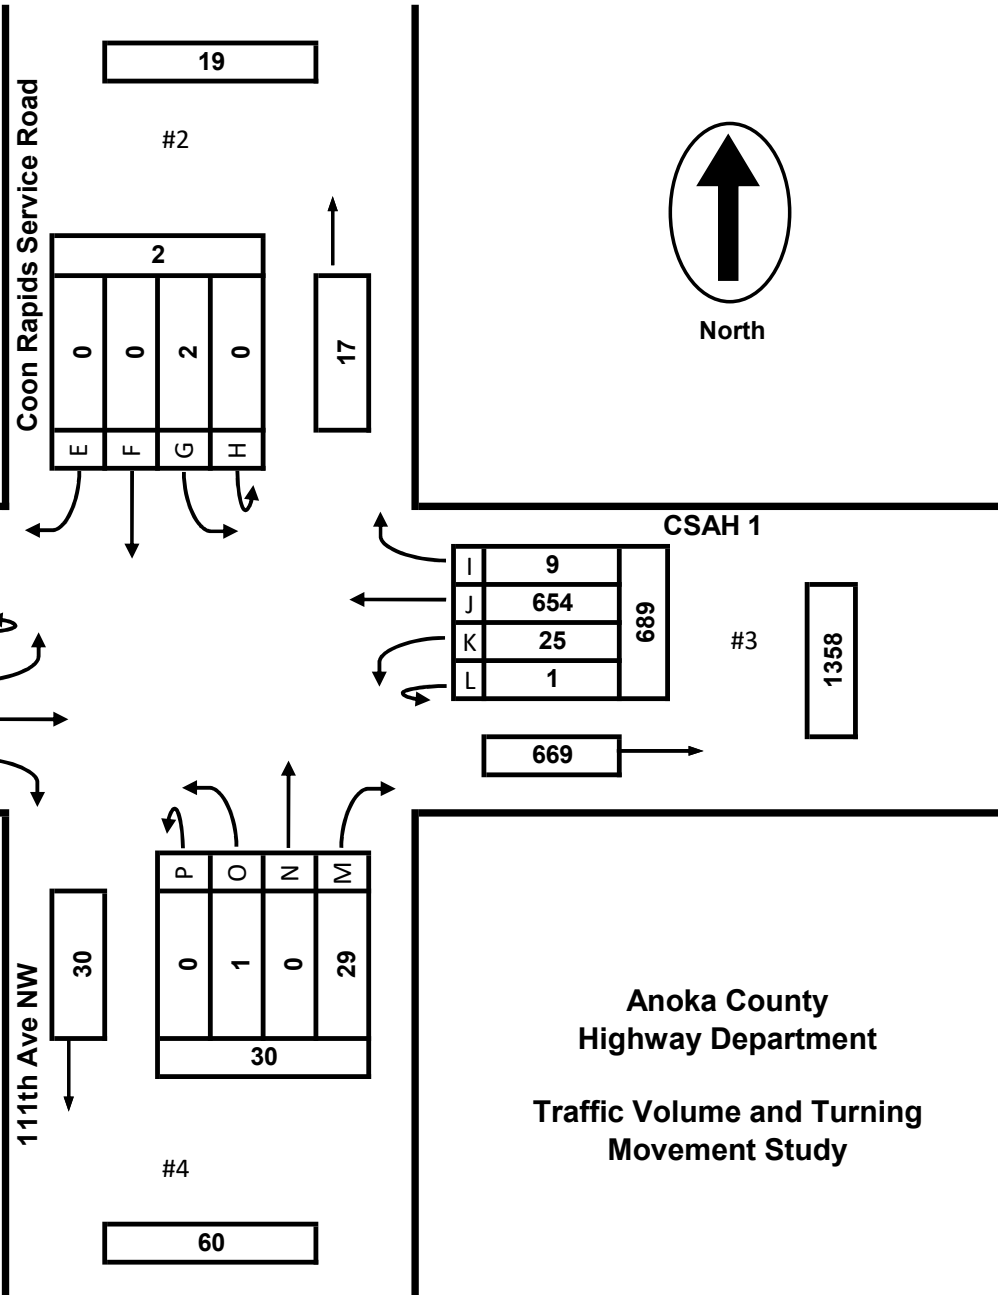 19
#2
Coon Rapids Service Road
2
0
0
2
0
E
F
G
H
17
North
CSAH 1
I
9
J
654
K
25
L
1
689
#3
1358
669
P
O
N
M
0
1
0
29
30
30
111th Ave NW
#4
60
Anoka County
Highway Department
Traffic Volume and Turning
Movement Study